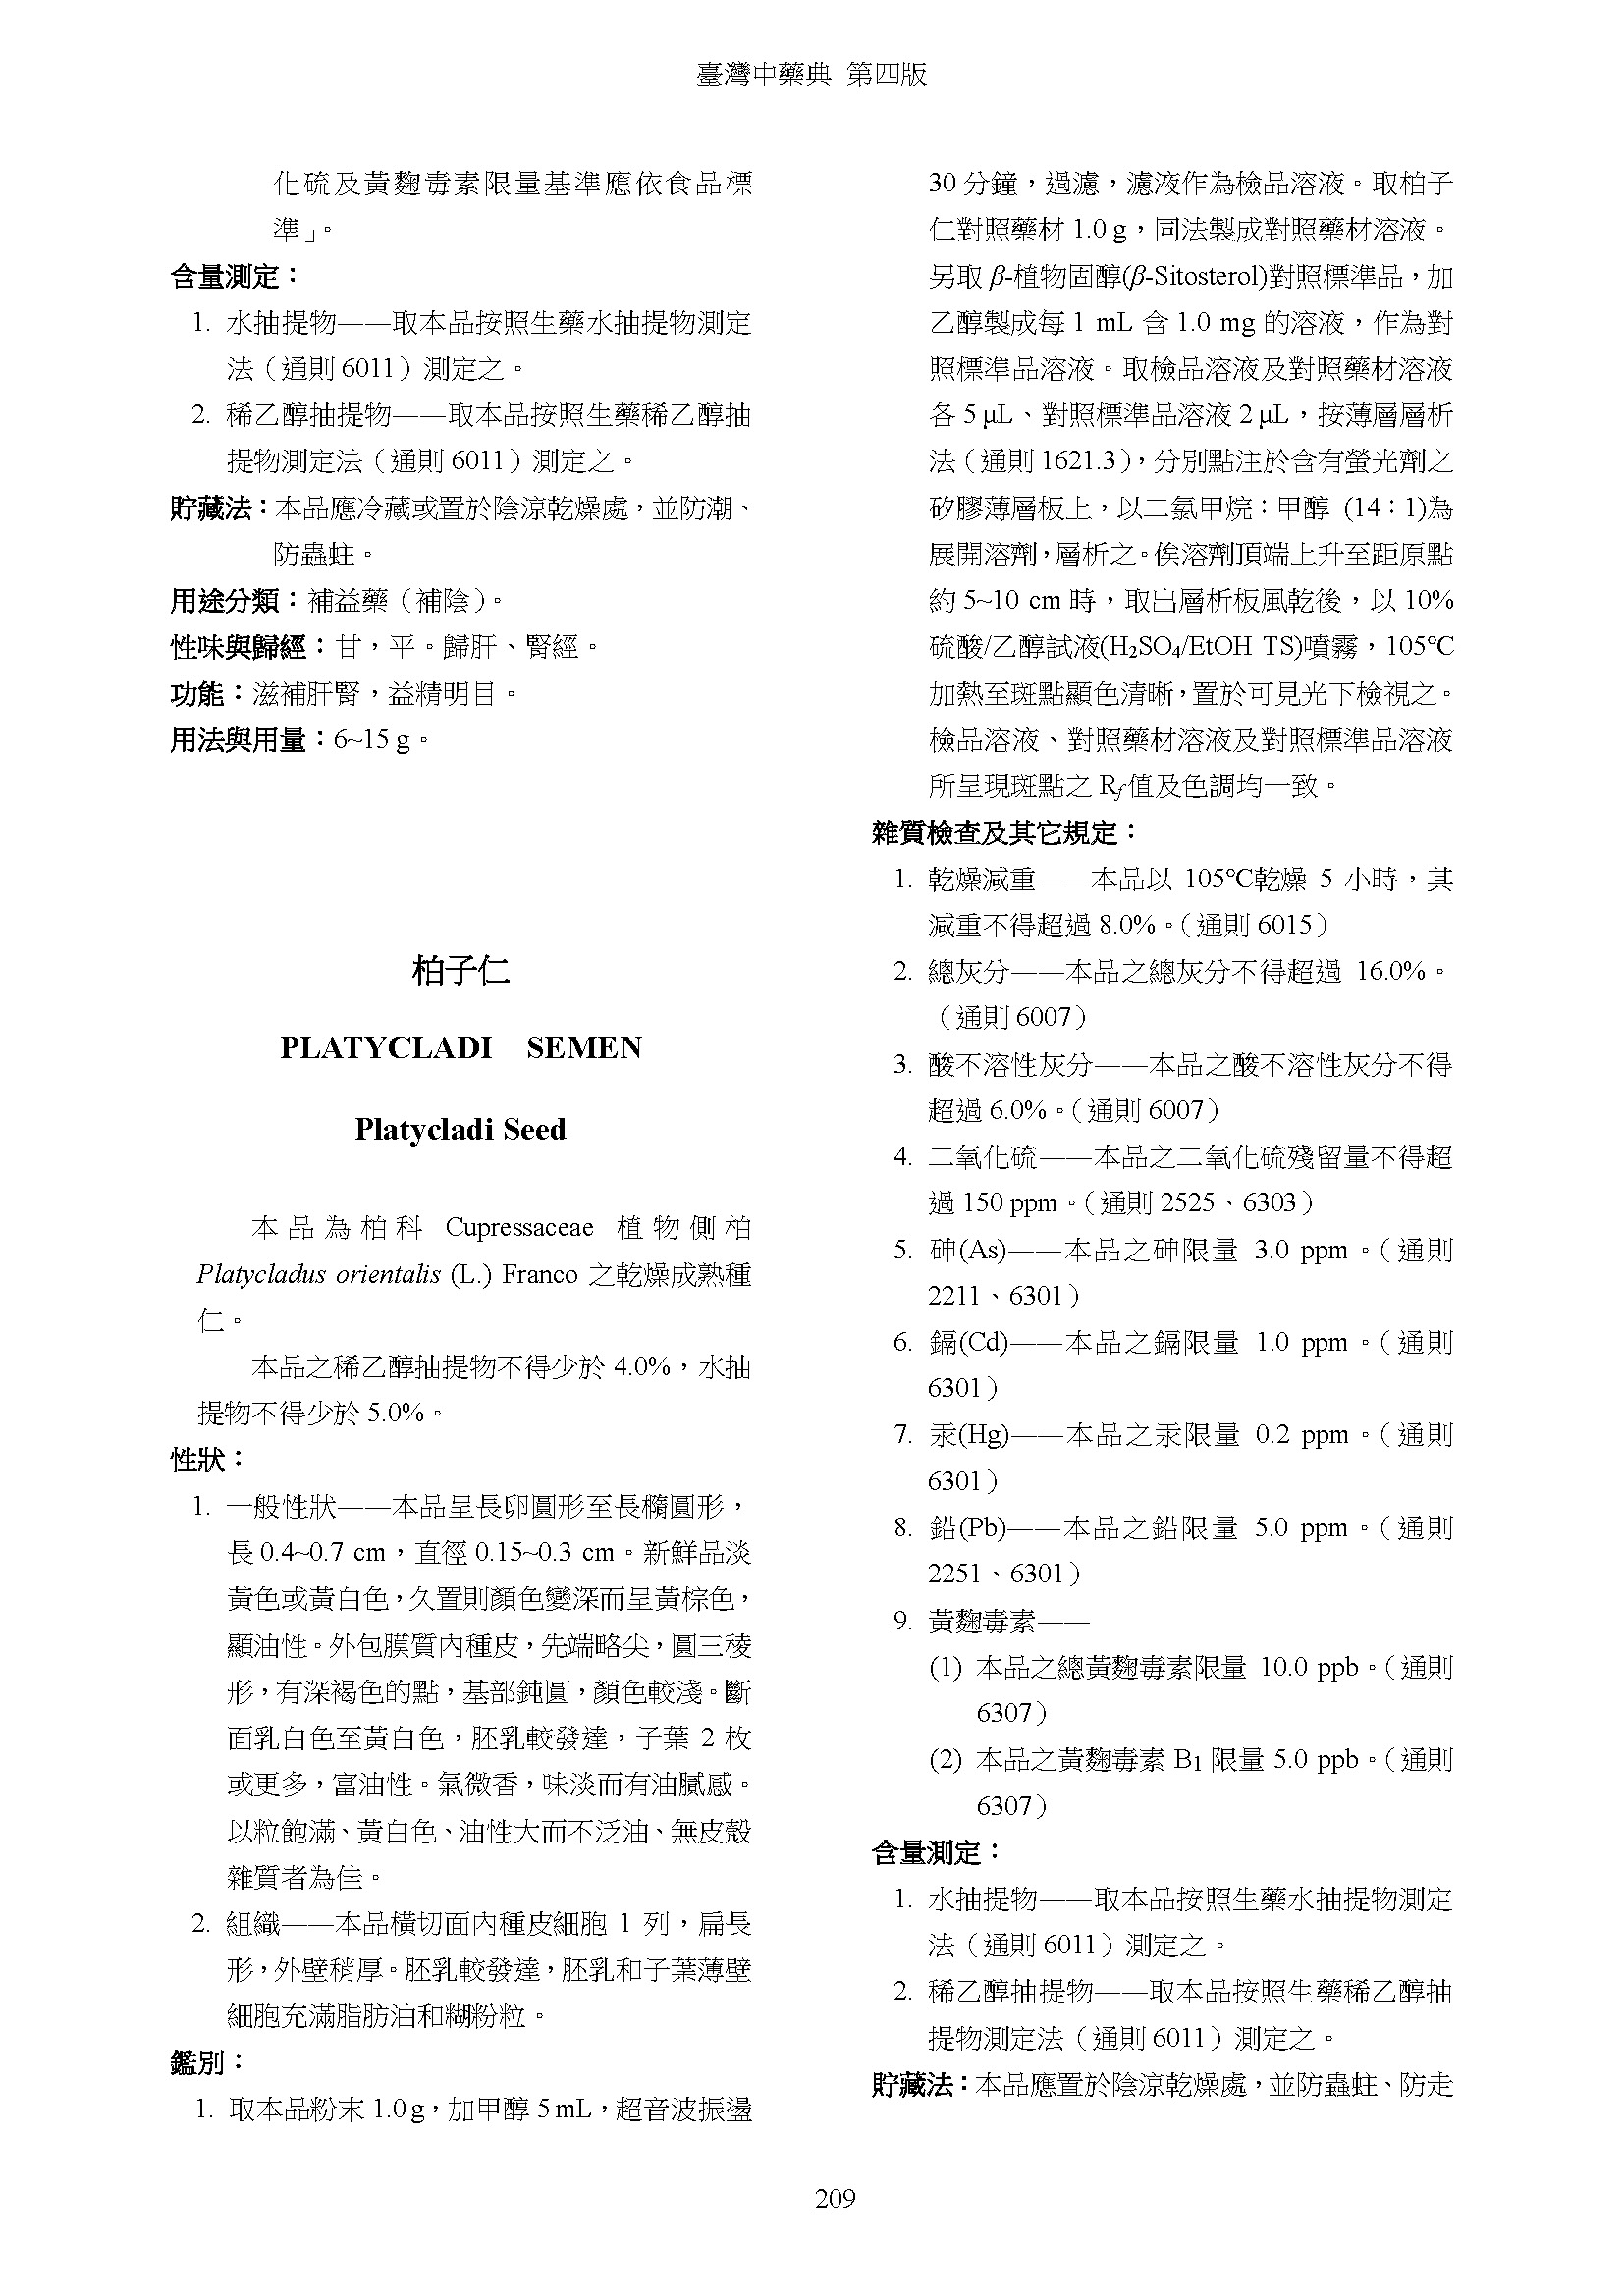 臺灣中藥典 第四版
化硫及黃麴毒素限量基準應依食品標
準」。
含量測定：
1. 水抽提物——取本品按照生藥水抽提物測定
法（通則 6011）測定之。
2. 稀乙醇抽提物——取本品按照生藥稀乙醇抽
提物測定法（通則 6011）測定之。
貯藏法：本品應冷藏或置於陰涼乾燥處，並防潮、
防蟲蛀。
用途分類：補益藥（補陰）。
性味與歸經：甘，平。歸肝、腎經。
功能：滋補肝腎，益精明目。
用法與用量：6~15 g。
柏子仁
PLATYCLADI SEMEN
Platycladi Seed
本品為柏科 Cupressaceae 植物側柏
Platycladus orientalis (L.) Franco 之乾燥成熟種
仁。
本品之稀乙醇抽提物不得少於 4.0%，水抽
提物不得少於 5.0%。
性狀：
1. 一般性狀——本品呈長卵圓形至長橢圓形，
長 0.4~0.7 cm，直徑 0.15~0.3 cm。新鮮品淡
黃色或黃白色，久置則顏色變深而呈黃棕色，
顯油性。外包膜質內種皮，先端略尖，圓三稜
形，有深褐色的點，基部鈍圓，顏色較淺。斷
面乳白色至黃白色，胚乳較發達，子葉 2 枚
或更多，富油性。氣微香，味淡而有油膩感。
以粒飽滿、黃白色、油性大而不泛油、無皮殼
雜質者為佳。
2. 組織——本品橫切面內種皮細胞 1 列，扁長
形，外壁稍厚。胚乳較發達，胚乳和子葉薄壁
細胞充滿脂肪油和糊粉粒。
鑑別：
1. 取本品粉末 1.0 g，加甲醇 5 mL，超音波振盪
30 分鐘，過濾，濾液作為檢品溶液。取柏子
仁對照藥材 1.0 g，同法製成對照藥材溶液。
另取 β-植物固醇(β-Sitosterol)對照標準品，加
乙醇製成每 1 mL 含 1.0 mg 的溶液，作為對
照標準品溶液。取檢品溶液及對照藥材溶液
各 5 μL、對照標準品溶液 2 μL，按薄層層析
法（通則 1621.3），分別點注於含有螢光劑之
矽膠薄層板上，以二氯甲烷：甲醇 (14：1)為
展開溶劑，層析之。俟溶劑頂端上升至距原點
約 5~10 cm 時，取出層析板風乾後，以 10%
硫酸/乙醇試液(H₂SO₄/EtOH TS)噴霧，105℃
加熱至斑點顯色清晰，置於可見光下檢視之。
檢品溶液、對照藥材溶液及對照標準品溶液
所呈現斑點之 Rf值及色調均一致。
雜質檢查及其它規定：
1. 乾燥減重——本品以 105℃乾燥 5 小時，其
減重不得超過 8.0%。（通則 6015）
2. 總灰分——本品之總灰分不得超過 16.0%。
（通則 6007）
3. 酸不溶性灰分——本品之酸不溶性灰分不得
超過 6.0%。（通則 6007）
4. 二氧化硫——本品之二氧化硫殘留量不得超
過 150 ppm。（通則 2525、6303）
5. 砷(As)——本品之砷限量 3.0 ppm。（通則
2211、6301）
6. 鎘(Cd)——本品之鎘限量 1.0 ppm。（通則
6301）
7. 汞(Hg)——本品之汞限量 0.2 ppm。（通則
6301）
8. 鉛(Pb)——本品之鉛限量 5.0 ppm。（通則
2251、6301）
9. 黃麴毒素——
(1) 本品之總黃麴毒素限量 10.0 ppb。（通則
6307）
(2) 本品之黃麴毒素 B₁ 限量 5.0 ppb。（通則
6307）
含量測定：
1. 水抽提物——取本品按照生藥水抽提物測定
法（通則 6011）測定之。
2. 稀乙醇抽提物——取本品按照生藥稀乙醇抽
提物測定法（通則 6011）測定之。
貯藏法：本品應置於陰涼乾燥處，並防蟲蛀、防走
209